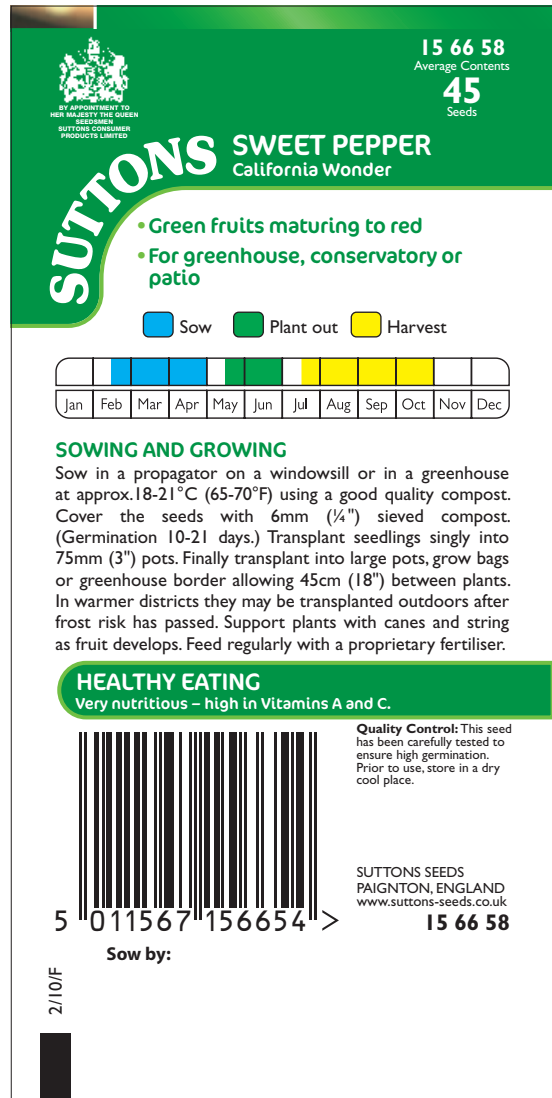 15 66 58
Average Contents
45
Seeds
BY APPOINTMENT TO
HER MAJESTY THE QUEEN
SEEDSMEN
SUTTONS CONSUMER
PRODUCTS LIMITED
SUTTONS
SWEET PEPPER
California Wonder
• Green fruits maturing to red
• For greenhouse, conservatory or
patio
Sow Plant out Harvest
Jan Feb Mar Apr May Jun Jul Aug Sep Oct Nov Dec
SOWING AND GROWING
Sow in a propagator on a windowsill or in a greenhouse
at approx.18-21°C (65-70°F) using a good quality compost.
Cover the seeds with 6mm (¼") sieved compost.
(Germination 10-21 days.) Transplant seedlings singly into
75mm (3") pots. Finally transplant into large pots, grow bags
or greenhouse border allowing 45cm (18") between plants.
In warmer districts they may be transplanted outdoors after
frost risk has passed. Support plants with canes and string
as fruit develops. Feed regularly with a proprietary fertiliser.
HEALTHY EATING
Very nutritious – high in Vitamins A and C.
Quality Control: This seed
has been carefully tested to
ensure high germination.
Prior to use, store in a dry
cool place.
SUTTONS SEEDS
PAIGNTON, ENGLAND
www.suttons-seeds.co.uk
15 66 58
5 011567 156654 >
Sow by:
2/10/F